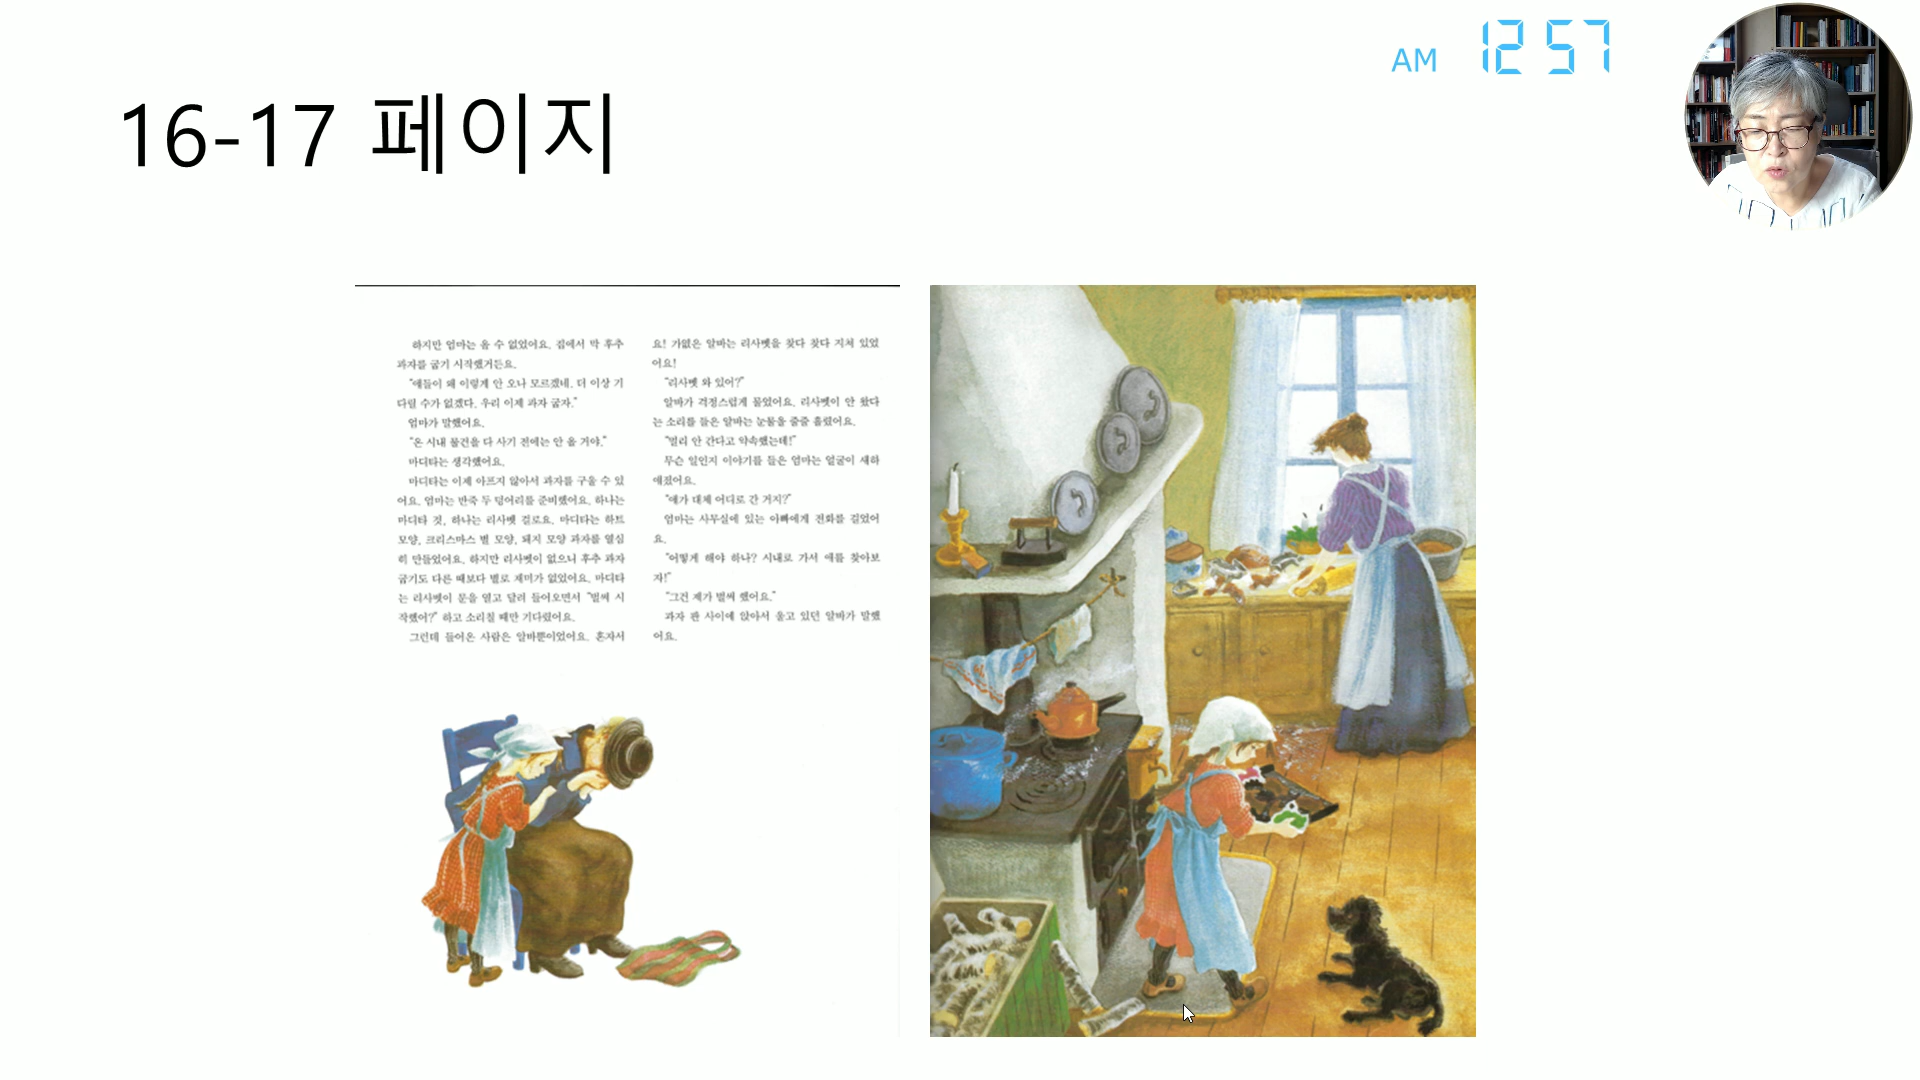 AM 12 57
16-17 페이지
하지만 엄마는 올 수 없었어요. 집에서 막 후추
과자를 굽기 시작했거든요.
"애들이 왜 이렇게 안 오나 모르겠네. 더 이상 기
다릴 수가 없겠다. 우리 이제 과자 굽자."
엄마가 말했어요.
"온 시내 물건을 다 사기 전에는 안 올 거야."
마디타는 생각했어요.
마디타는 이제 아프지 않아서 과자를 구울 수 있
어요. 엄마는 반죽 두 덩어리를 준비했어요. 하나는
마디타 것, 하나는 리사벳 걸로요. 마디타는 하트
모양, 크리스마스 별 모양, 돼지 모양 과자를 열심
히 만들었어요. 하지만 리사벳이 없으니 후추 과자
굽기도 다른 때보다 별로 재미가 없었어요. 마디타
는 리사벳이 문을 열고 달려 들어오면서 "벌써 시
작했어?" 하고 소리칠 때만 기다렸어요.
그런데 들어온 사람은 알바뿐이었어요. 혼자서
요! 가엾은 알바는 리사벳을 찾다 찾다 지쳐 있었
어요!
"리사벳 와 있어?"
알바가 걱정스럽게 물었어요. 리사벳이 안 왔다
는 소리를 들은 알바는 눈물을 줄줄 흘렸어요.
"멀리 안 간다고 약속했는데!"
무슨 일인지 이야기를 들은 엄마는 얼굴이 새하
얘졌어요.
"얘가 대체 어디로 간 거지?"
엄마는 사무실에 있는 아빠에게 전화를 걸었어
요.
"어떻게 해야 하나? 시내로 가서 애를 찾아보
자!"
"그건 제가 벌써 했어요."
과자 판 사이에 앉아서 울고 있던 알바가 말했
어요.